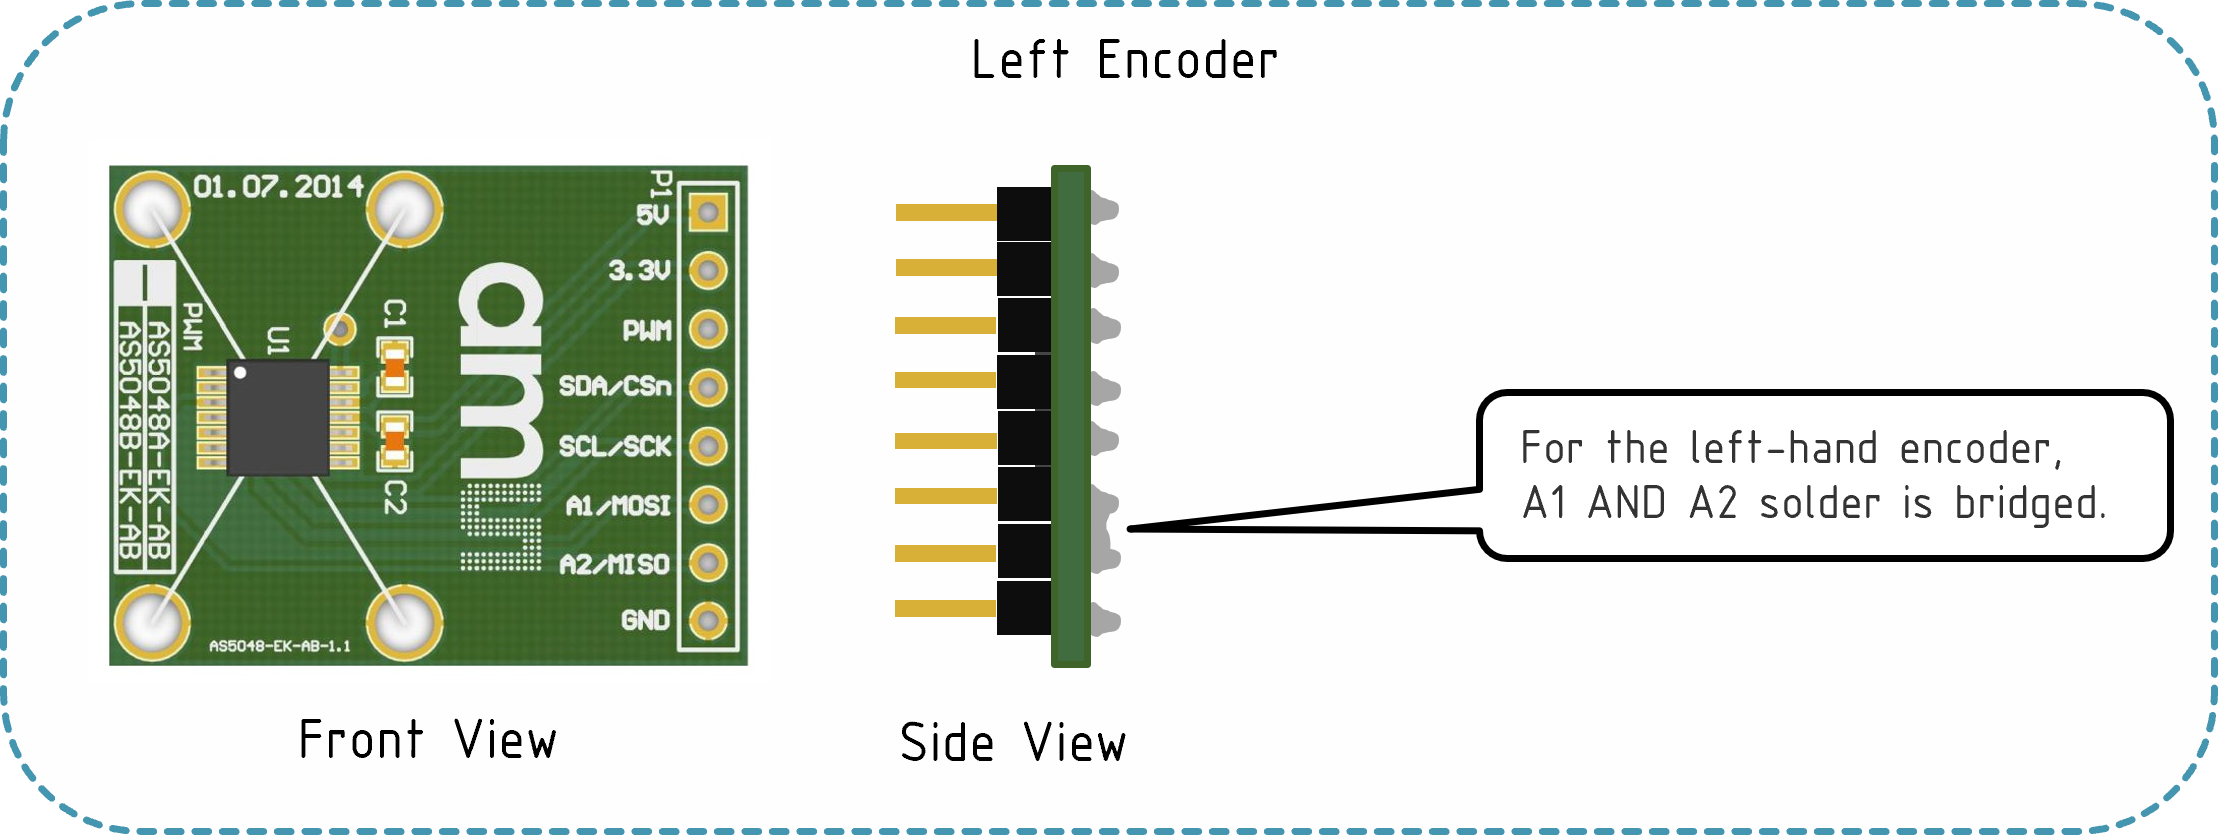 Left Encoder
01.07.2014
P1
5V
3.3V
PWM
SDA/CSn
SCL/SCK
A1/MOSI
A2/MISO
GND
PWM
U1
C1
C2
AS5048A-EK-AB
AS5048B-EK-AB
ams
AS5048-EK-AB-1.1
For the left-hand encoder,
A1 AND A2 solder is bridged.
Front View
Side View